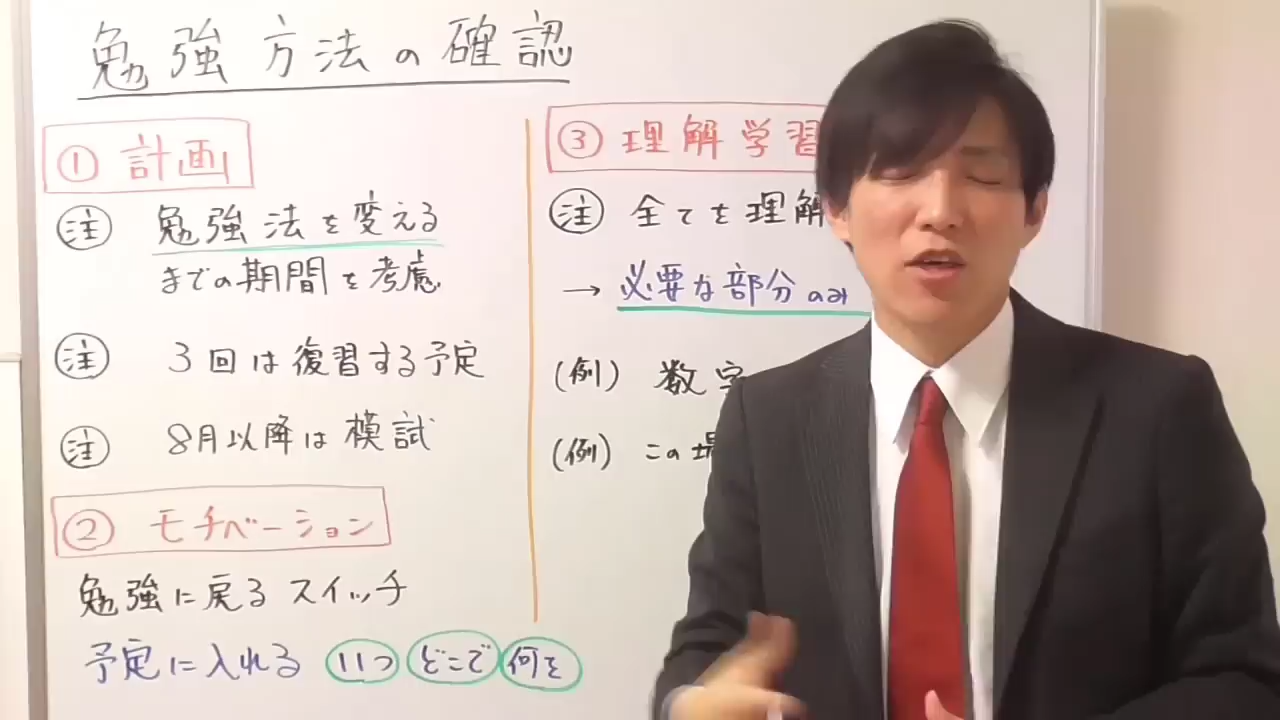 勉強方法の確認
① 計画
注 勉強法を変える
までの期間を考慮
注 3回は復習する予定
注 8月以降は模試
② モチベーション
勉強に戻るスイッチ
予定に入れる いつ どこで 何を
③ 理解学習
注 全てを理解
→ 必要な部分のみ
(例) 数字
(例) この場